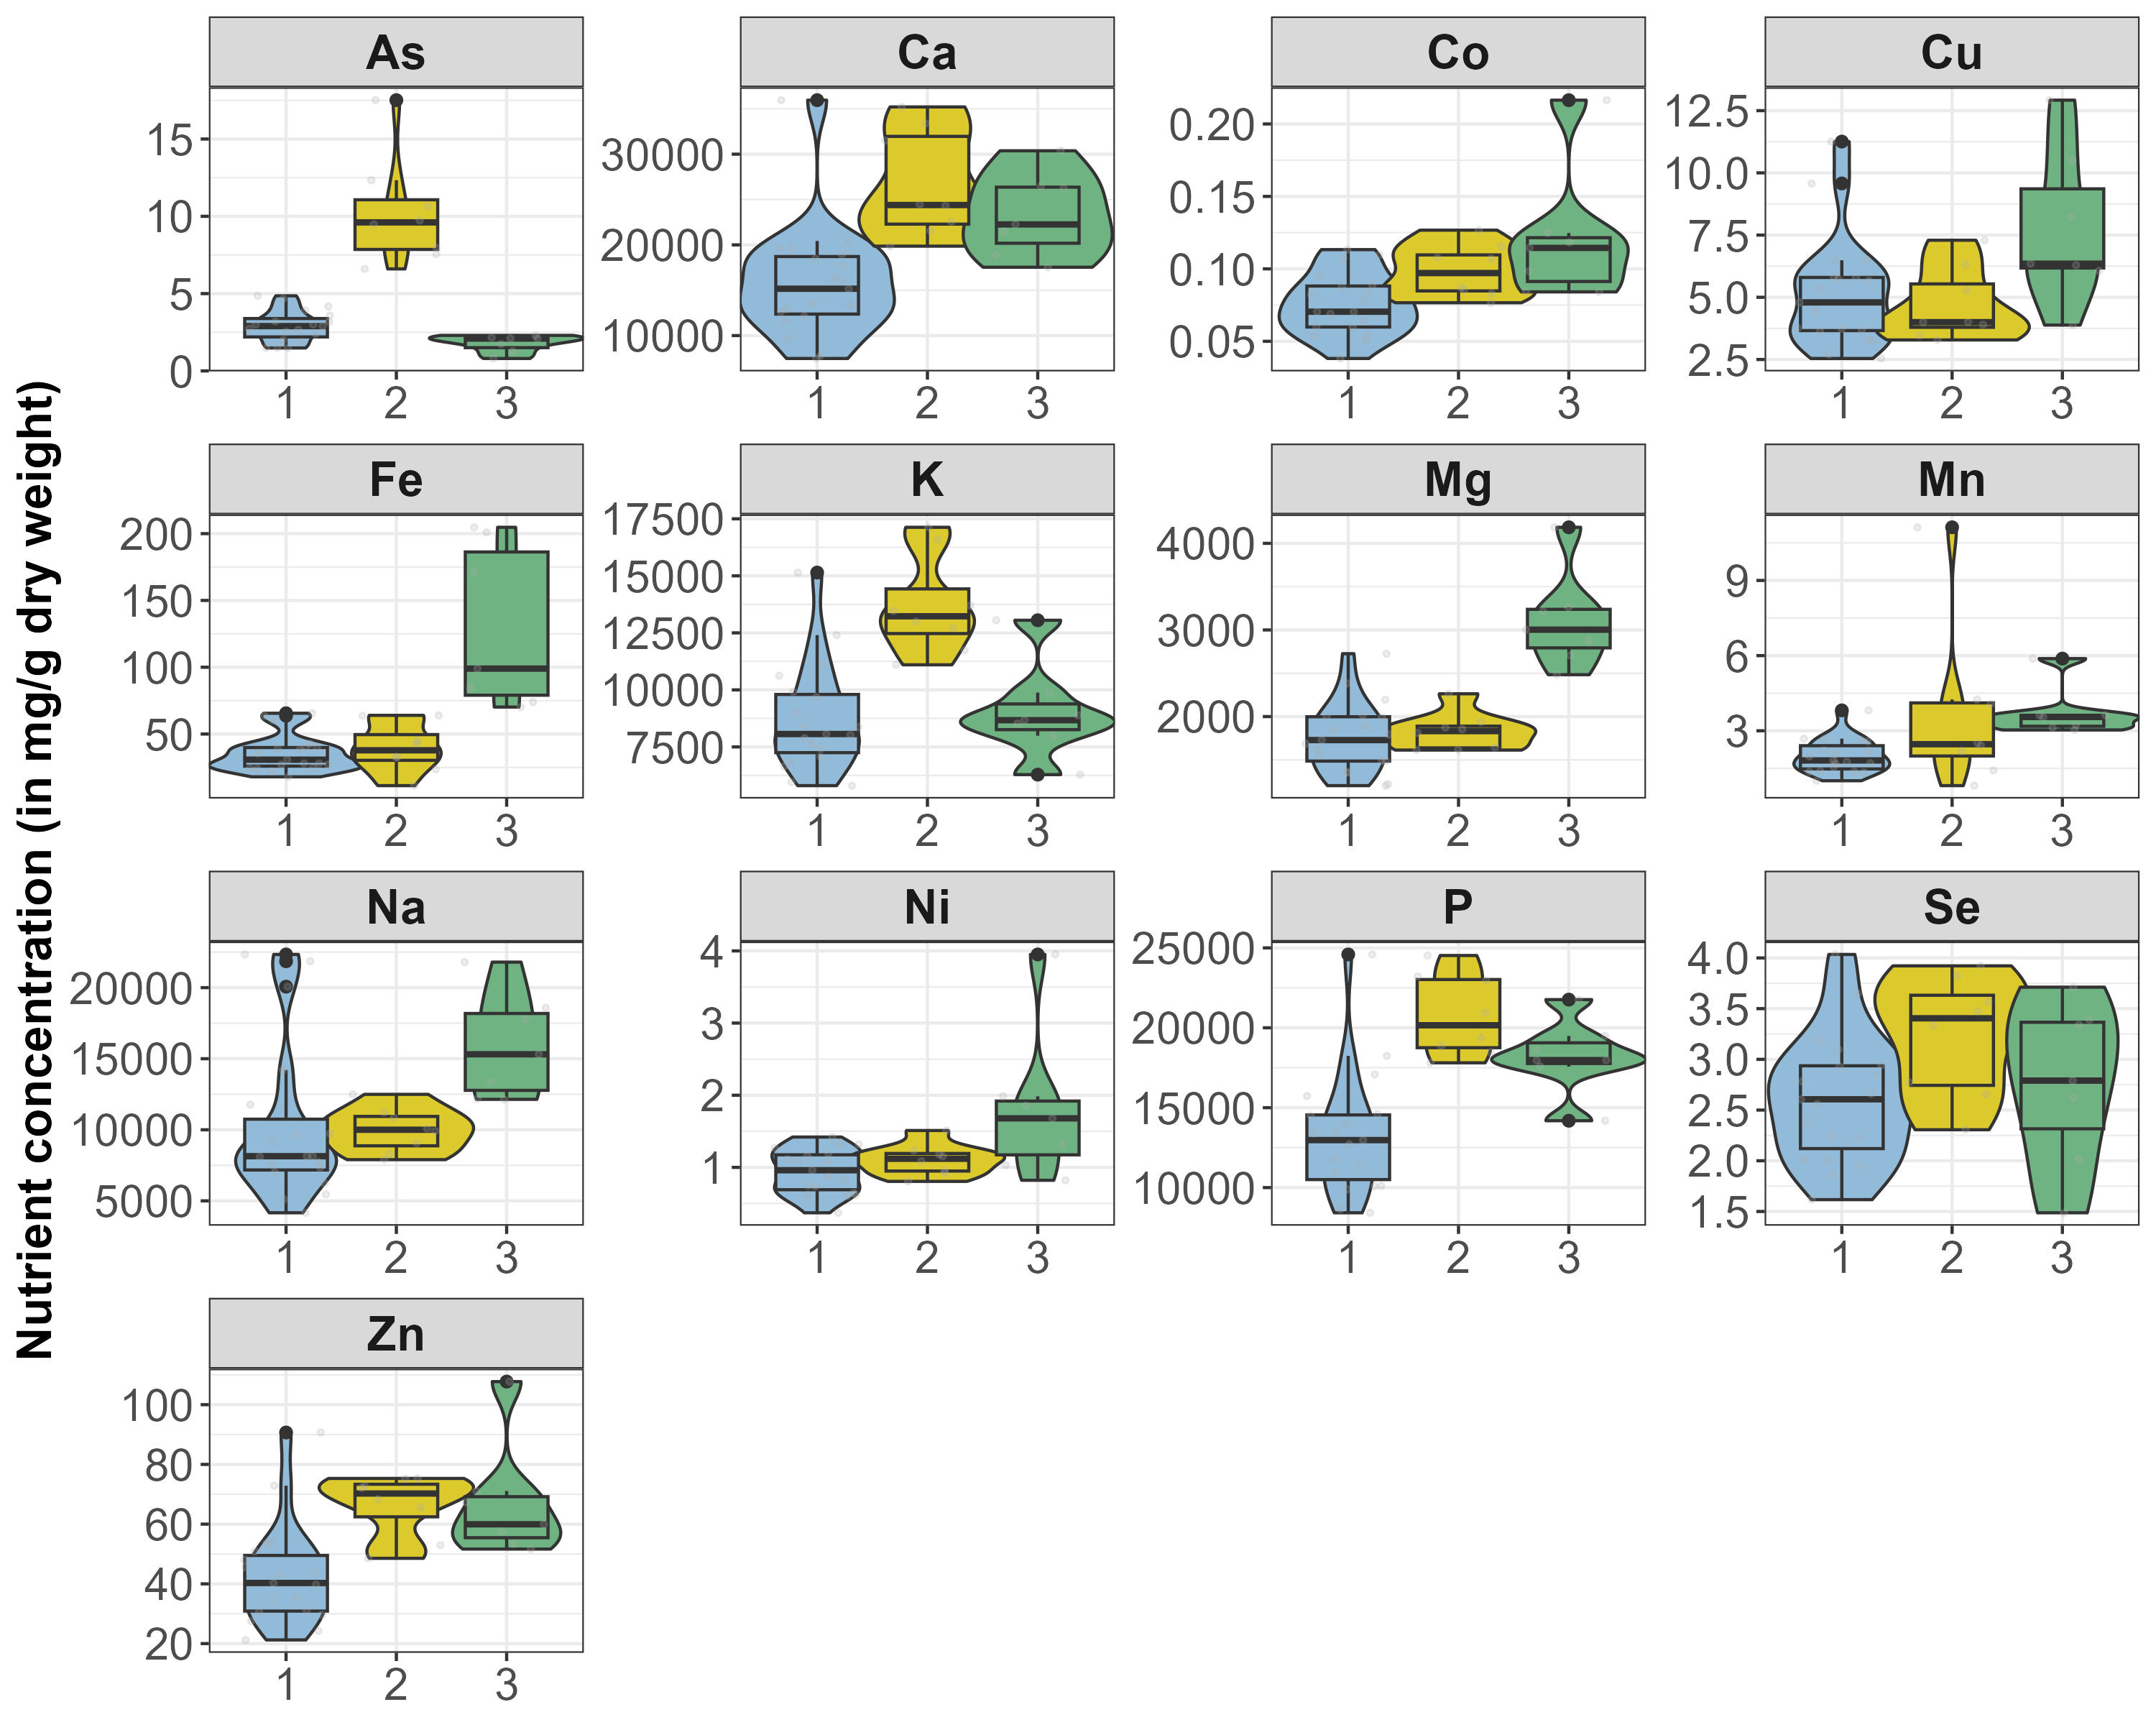 Nutrient concentration (in mg/g dry weight)
As Ca Co Cu
15 10 5 0
30000 20000 10000
0.20 0.15 0.10 0.05
12.5 10.0 7.5 5.0 2.5
1 2 3 1 2 3 1 2 3 1 2 3
Fe K Mg Mn
200 150 100 50
17500 15000 12500 10000 7500
4000 3000 2000
9 6 3
1 2 3 1 2 3 1 2 3 1 2 3
Na Ni P Se
20000 15000 10000 5000
4 3 2 1
25000 20000 15000 10000
4.0 3.5 3.0 2.5 2.0 1.5
1 2 3 1 2 3 1 2 3 1 2 3
Zn
100 80 60 40 20
1 2 3